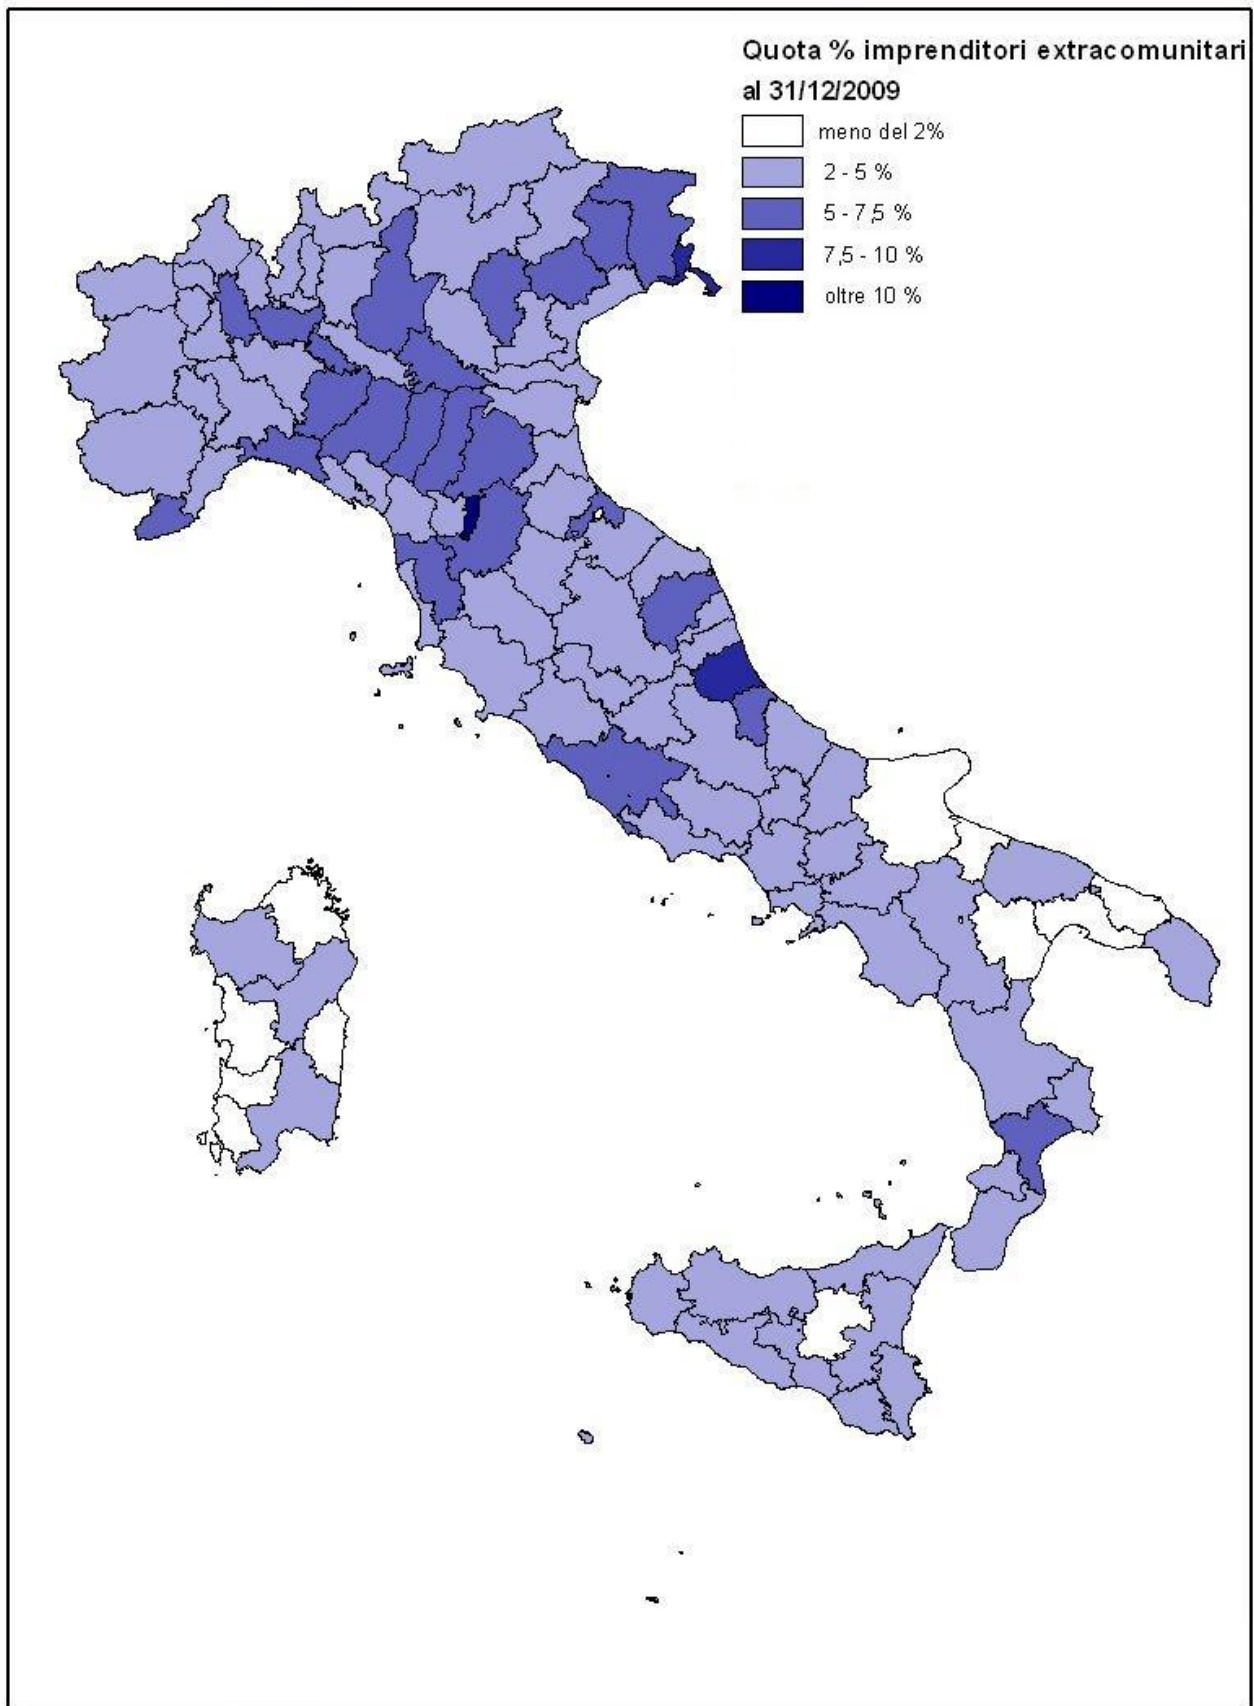 Quota % imprenditori extracomunitari
al 31/12/2009
meno del 2%
2 - 5 %
5 - 7,5 %
7,5 - 10 %
oltre 10 %